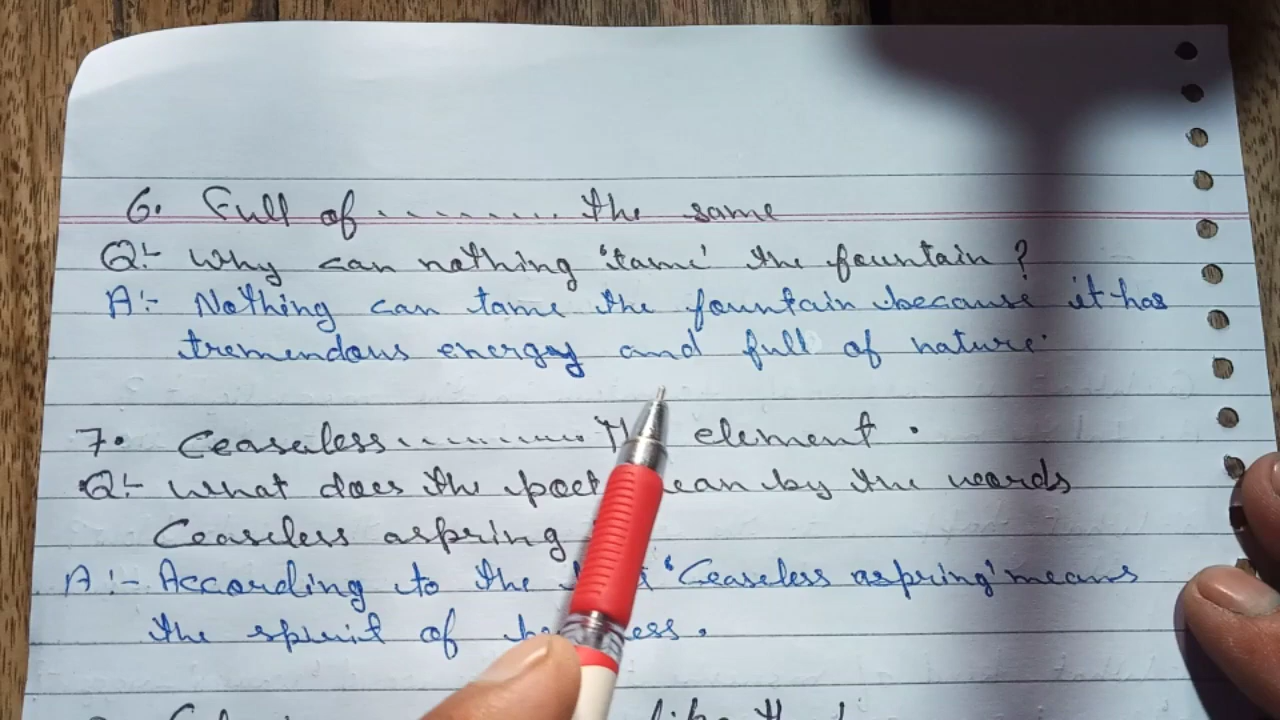 6. Full of ......... the same
Q:- Why can nothing 'tame' the fountain ?
A:- Nothing can tame the fountain because it has
tremendous energy and full of nature.
7. Ceaseless ............ element .
Q:- What does the by the words
Ceaseless aspring
A:- According to the 'Ceaseless aspring' means
the spirit of